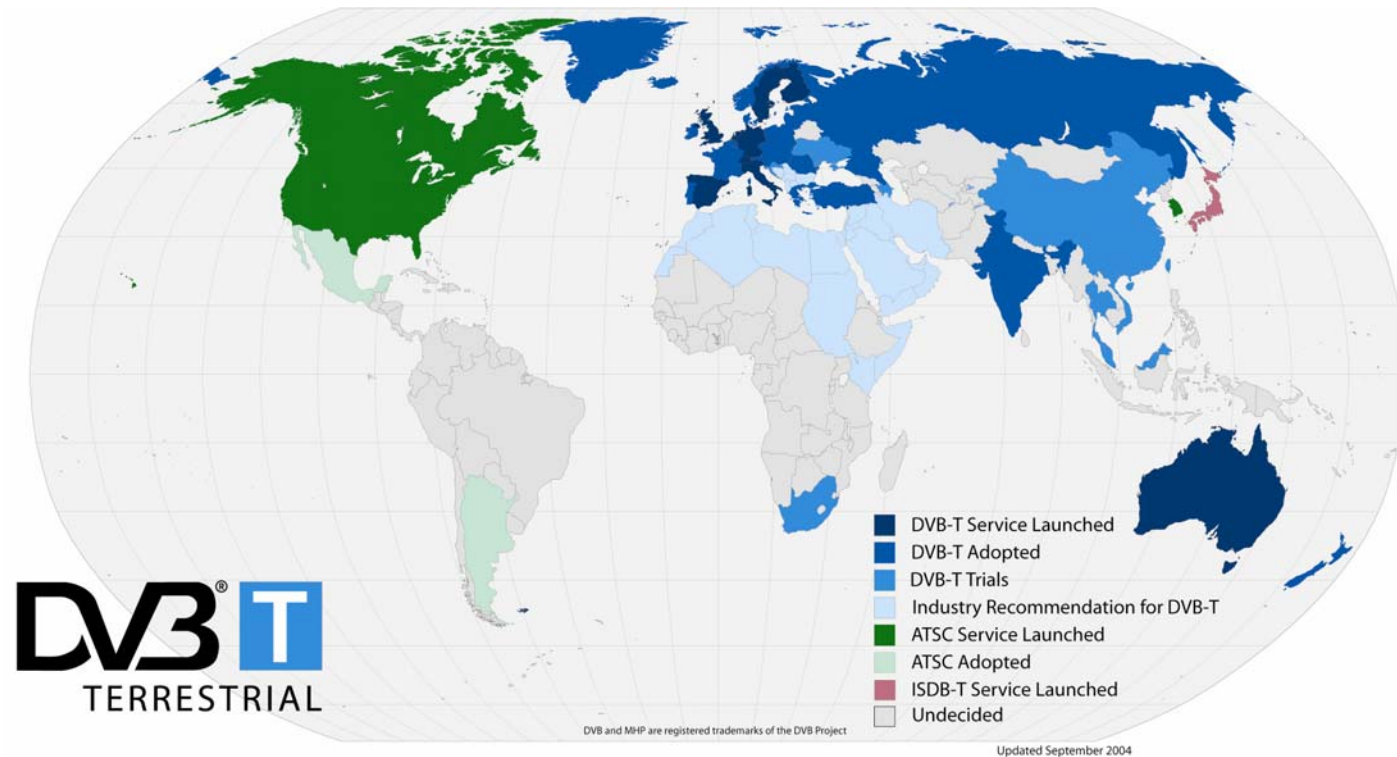 DVB-T Service Launched
DVB-T Adopted
DVB-T Trials
Industry Recommendation for DVB-T
ATSC Service Launched
ATSC Adopted
ISDB-T Service Launched
Undecided
DVB® T
TERRESTRIAL
DVB and MHP are registered trademarks of the DVB Project
Updated September 2004